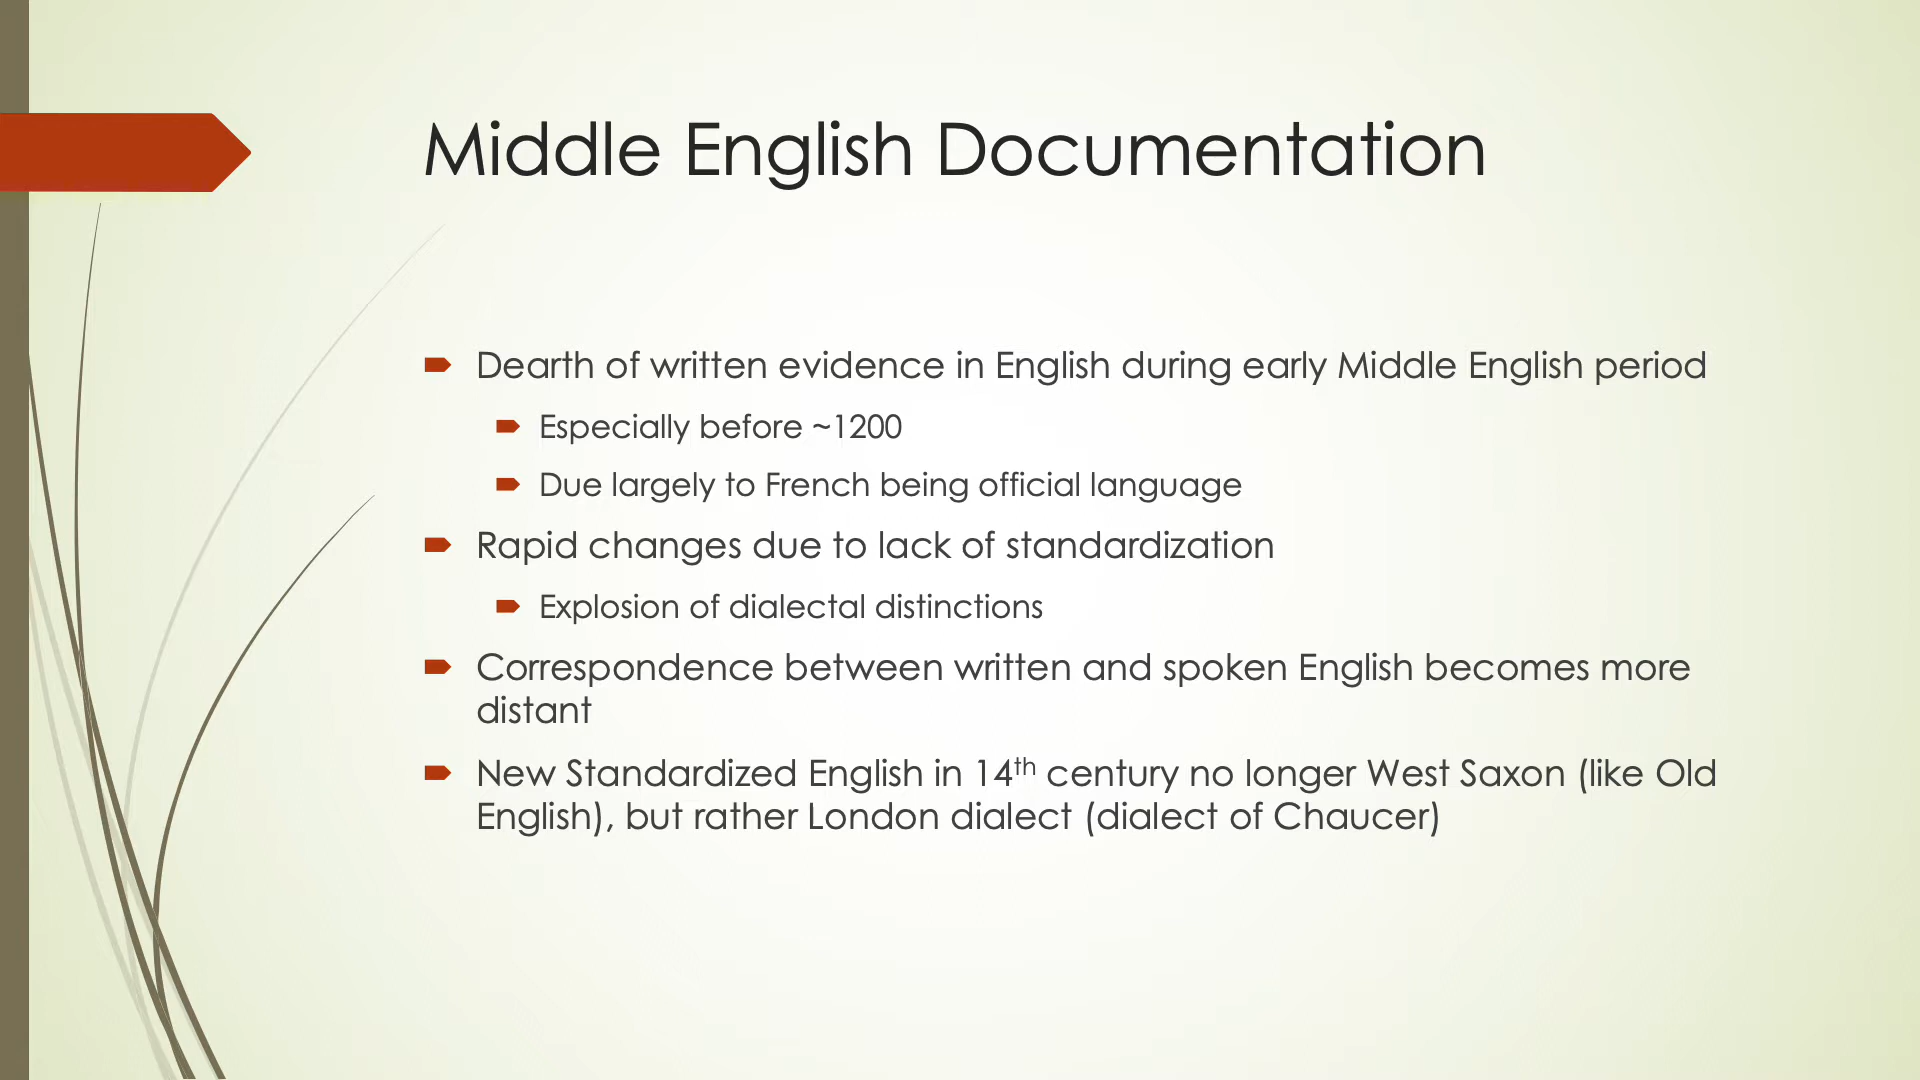 Middle English Documentation
Dearth of written evidence in English during early Middle English period
Especially before ~1200
Due largely to French being official language
Rapid changes due to lack of standardization
Explosion of dialectal distinctions
Correspondence between written and spoken English becomes more
distant
New Standardized English in 14th century no longer West Saxon (like Old
English), but rather London dialect (dialect of Chaucer)